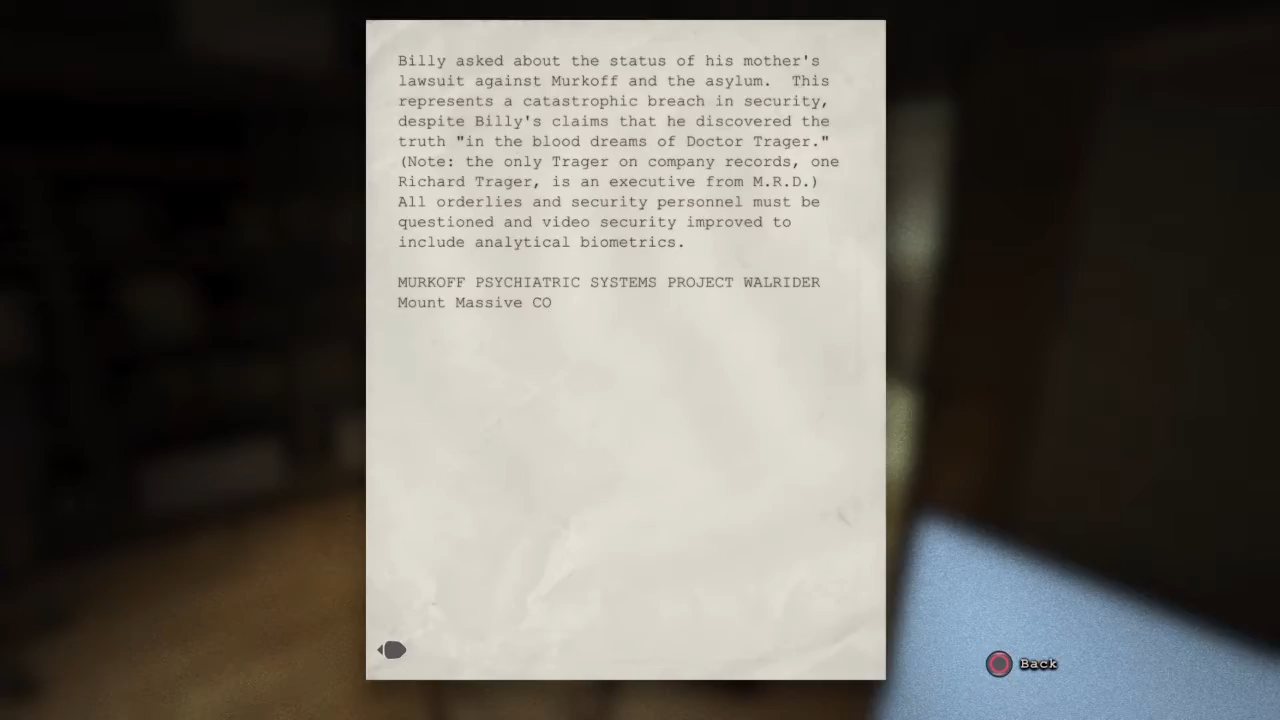 Billy asked about the status of his mother's
lawsuit against Murkoff and the asylum.  This
represents a catastrophic breach in security,
despite Billy's claims that he discovered the
truth "in the blood dreams of Doctor Trager."
(Note: the only Trager on company records, one
Richard Trager, is an executive from M.R.D.)
All orderlies and security personnel must be
questioned and video security improved to
include analytical biometrics.

MURKOFF PSYCHIATRIC SYSTEMS PROJECT WALRIDER
Mount Massive CO
Back